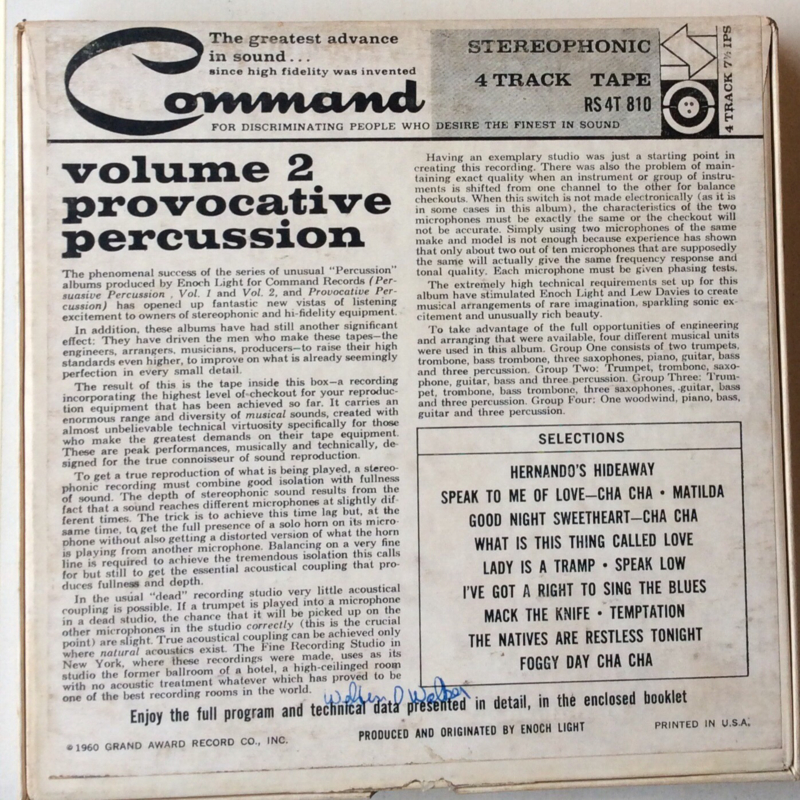 The greatest advance
in sound...
since high fidelity was invented
Command
FOR DISCRIMINATING PEOPLE WHO DESIRE THE FINEST IN SOUND
STEREOPHONIC
4 TRACK TAPE
RS 4T 810
4 TRACK 7½ IPS
volume 2
provocative
percussion
The phenomenal success of the series of unusual "Percussion"
albums produced by Enoch Light for Command Records (Per-
suasive Percussion, Vol. 1 and Vol. 2, and Provocative Per-
cussion) has opened up fantastic new vistas of listening
excitement to owners of stereophonic and hi-fidelity equipment.
In addition, these albums have had still another significant
effect: They have driven the men who make these tapes—the
engineers, arrangers, musicians, producers—to raise their high
standards even higher, to improve on what is already seemingly
perfection in every small detail.
The result of this is the tape inside this box—a recording
incorporating the highest level of checkout for your reproduc-
tion equipment that has been achieved so far. It carries an
enormous range and diversity of musical sounds, created with
almost unbelievable technical virtuosity specifically for those
who make the greatest demands on their tape equipment.
These are peak performances, musically and technically, de-
signed for the true connoisseur of sound reproduction.
To get a true reproduction of what is being played, a stereo-
phonic recording must combine good isolation with fullness
of sound. The depth of stereophonic sound results from the
fact that a sound reaches different microphones at slightly dif-
ferent times. The trick is to achieve this time lag but, at the
same time, to get the full presence of a solo horn on its micro-
phone without also getting a distorted version of what the horn
is playing from another microphone. Balancing on a very fine
line is required to achieve the tremendous isolation this calls
for but still to get the essential acoustical coupling that pro-
duces fullness and depth.
In the usual "dead" recording studio very little acoustical
coupling is possible. If a trumpet is played into a microphone
in a dead studio, the chance that it will be picked up on the
other microphones in the studio correctly (this is the crucial
point) are slight. True acoustical coupling can be achieved only
where natural acoustics exist. The Fine Recording Studio in
New York, where these recordings were made, uses as its
studio the former ballroom of a hotel, a high-ceilinged room
with no acoustic treatment whatever which has proved to be
one of the best recording rooms in the world.
Having an exemplary studio was just a starting point in
creating this recording. There was also the problem of main-
taining exact quality when an instrument or group of instru-
ments is shifted from one channel to the other for balance
checkouts. When this switch is not made electronically (as it is
in some cases in this album), the characteristics of the two
microphones must be exactly the same or the checkout will
not be accurate. Simply using two microphones of the same
make and model is not enough because experience has shown
that only about two out of ten microphones that are supposedly
the same will actually give the same frequency response and
tonal quality. Each microphone must be given phasing tests.
The extremely high technical requirements set up for this
album have stimulated Enoch Light and Lew Davies to create
musical arrangements of rare imagination, sparkling sonic ex-
citement and unusually rich beauty.
To take advantage of the full opportunities of engineering
and arranging that were available, four different musical units
were used in this album. Group One consists of two trumpets,
trombone, bass trombone, three saxophones, piano, guitar, bass
and three percussion. Group Two: Trumpet, trombone, saxo-
phone, guitar, bass and three percussion. Group Three: Trum-
pet, trombone, bass trombone, three saxophones, guitar, bass
and three percussion. Group Four: One woodwind, piano, bass,
guitar and three percussion.
SELECTIONS
HERNANDO'S HIDEAWAY
SPEAK TO ME OF LOVE—CHA CHA • MATILDA
GOOD NIGHT SWEETHEART—CHA CHA
WHAT IS THIS THING CALLED LOVE
LADY IS A TRAMP • SPEAK LOW
I'VE GOT A RIGHT TO SING THE BLUES
MACK THE KNIFE • TEMPTATION
THE NATIVES ARE RESTLESS TONIGHT
FOGGY DAY CHA CHA
Enjoy the full program and technical data presented in detail, in the enclosed booklet
PRODUCED AND ORIGINATED BY ENOCH LIGHT
©1960 GRAND AWARD RECORD CO., INC.
PRINTED IN U.S.A.